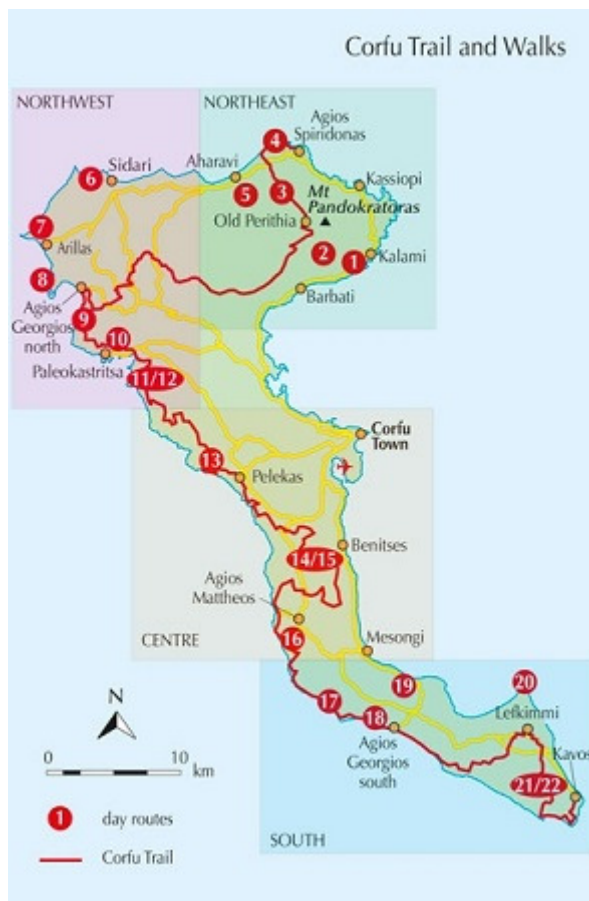 Corfu Trail and Walks
NORTHWEST
NORTHEAST
Agios
Spiridonas
4
Aharavi
Sidari
6
Kassiopi
5
3
Mt
Pandokratoras
Old Perithia
7
Arillas
2
1
Kalami
8
Barbati
Agios
Georgios
north
9
10
Paleokastritsa
11/12
Corfu
Town
13
Pelekas
14/15
Benitses
Agios
Mattheos
16
CENTRE
Mesongi
19
20
17
18
Lefkimmi
Agios
Georgios
south
Kavos
21/22
SOUTH
N
0 10
km
1 day routes
Corfu Trail